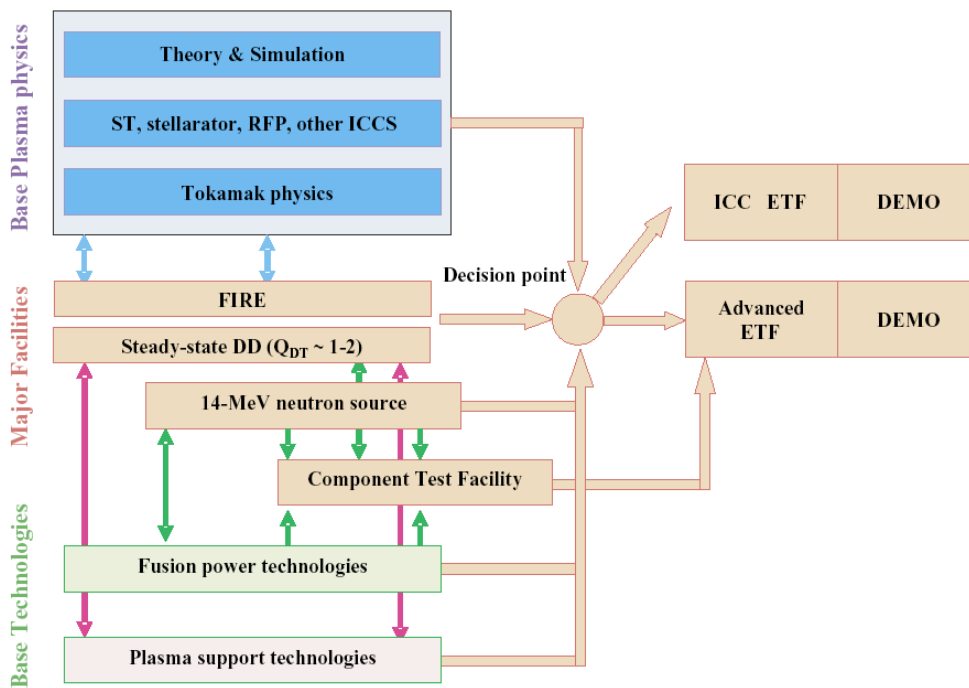 Base Plasma physics
Theory & Simulation
ST, stellarator, RFP, other ICCS
Tokamak physics
ICC ETF
DEMO
Decision point
Major Facilities
FIRE
Steady-state DD (Q_DT ~ 1-2)
Advanced
ETF
DEMO
14-MeV neutron source
Component Test Facility
Base Technologies
Fusion power technologies
Plasma support technologies